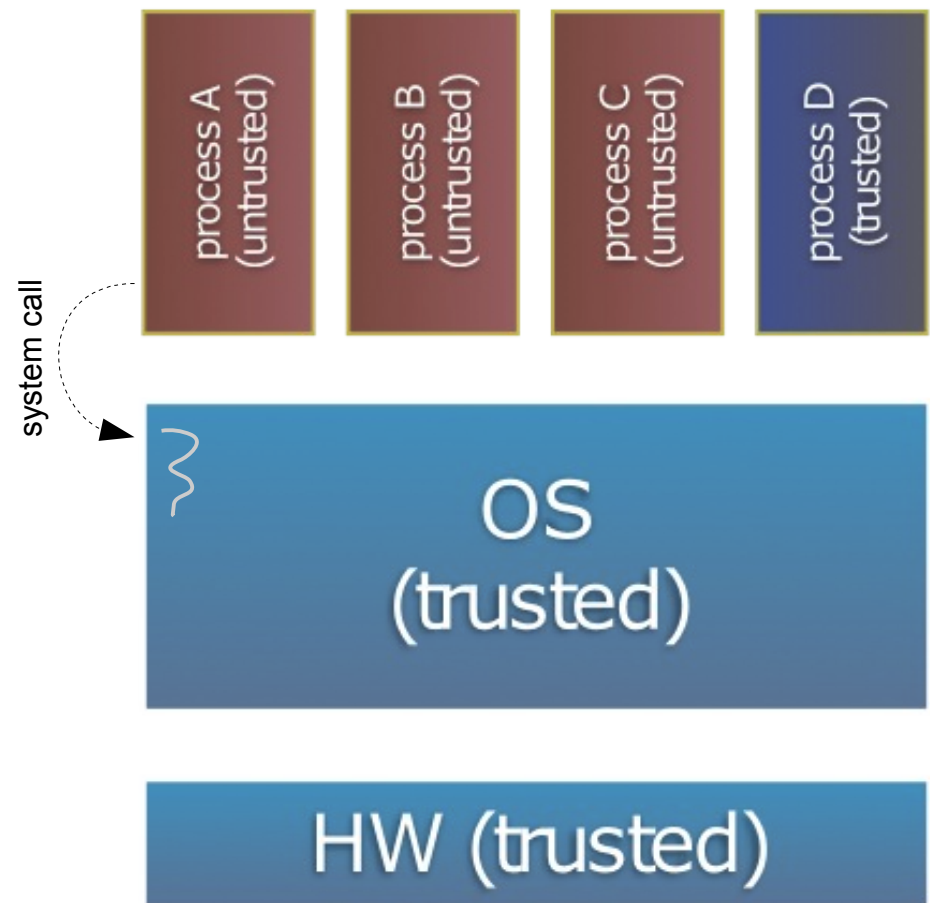 process A
(untrusted)
process B
(untrusted)
process C
(untrusted)
process D
(trusted)
system call
OS
(trusted)
HW (trusted)